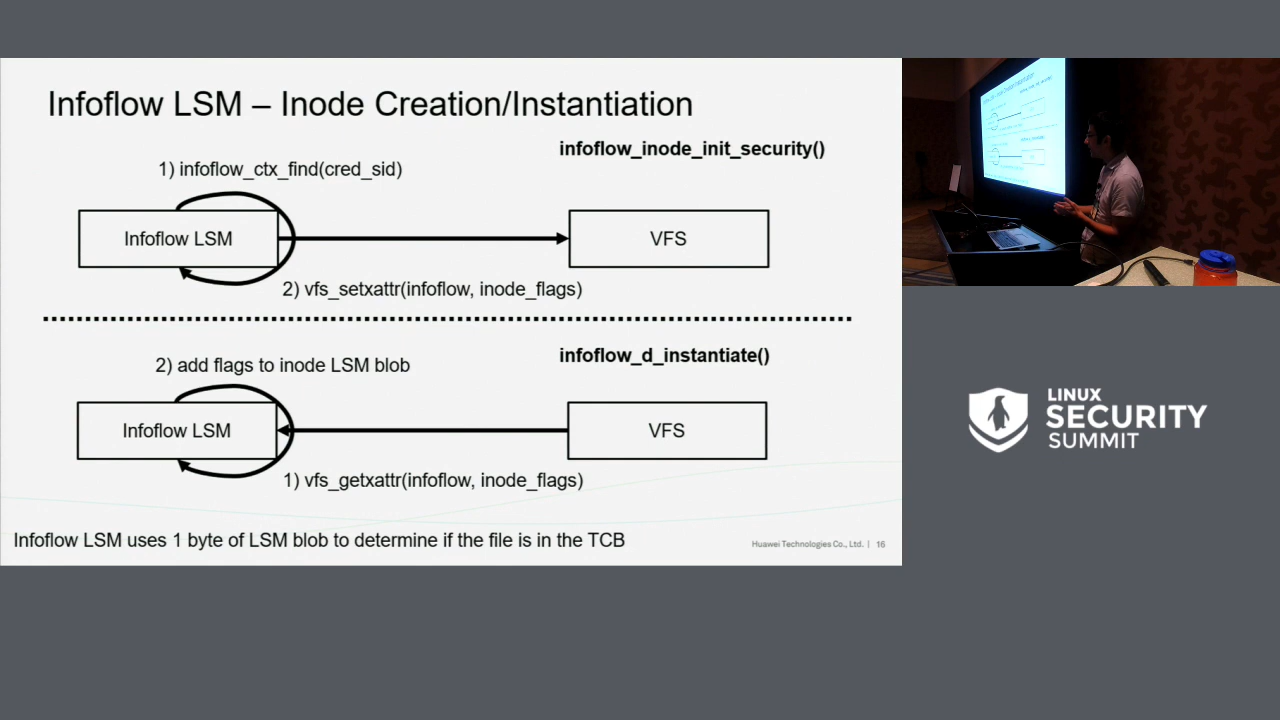 Infoflow LSM – Inode Creation/Instantiation
infoflow_inode_init_security()
1) infoflow_ctx_find(cred_sid)
Infoflow LSM
VFS
2) vfs_setxattr(infoflow, inode_flags)
infoflow_d_instantiate()
2) add flags to inode LSM blob
Infoflow LSM
VFS
1) vfs_getxattr(infoflow, inode_flags)
Infoflow LSM uses 1 byte of LSM blob to determine if the file is in the TCB
Huawei Technologies Co., Ltd. | 16
LINUX
SECURITY
SUMMIT